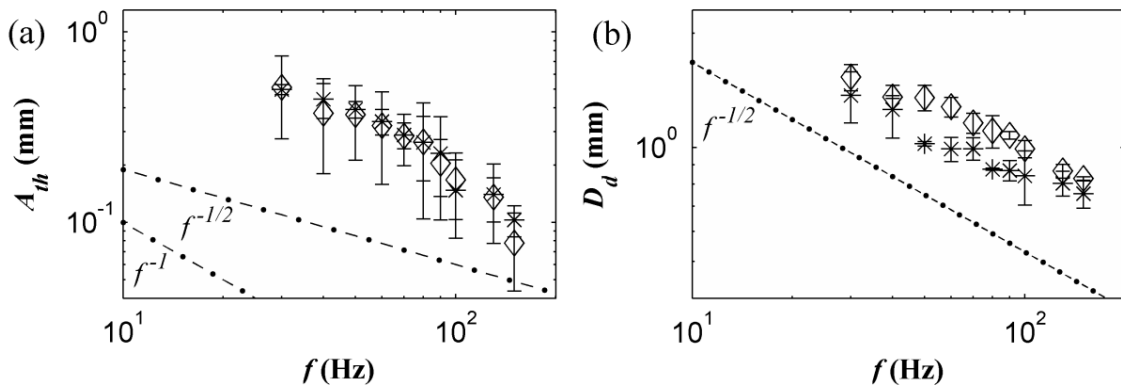 (a)
10^0
A_th (mm)
10^-1
f^-1/2
f^-1
10^1
10^2
f (Hz)
(b)
D_d (mm)
10^0
f^-1/2
10^1
10^2
f (Hz)